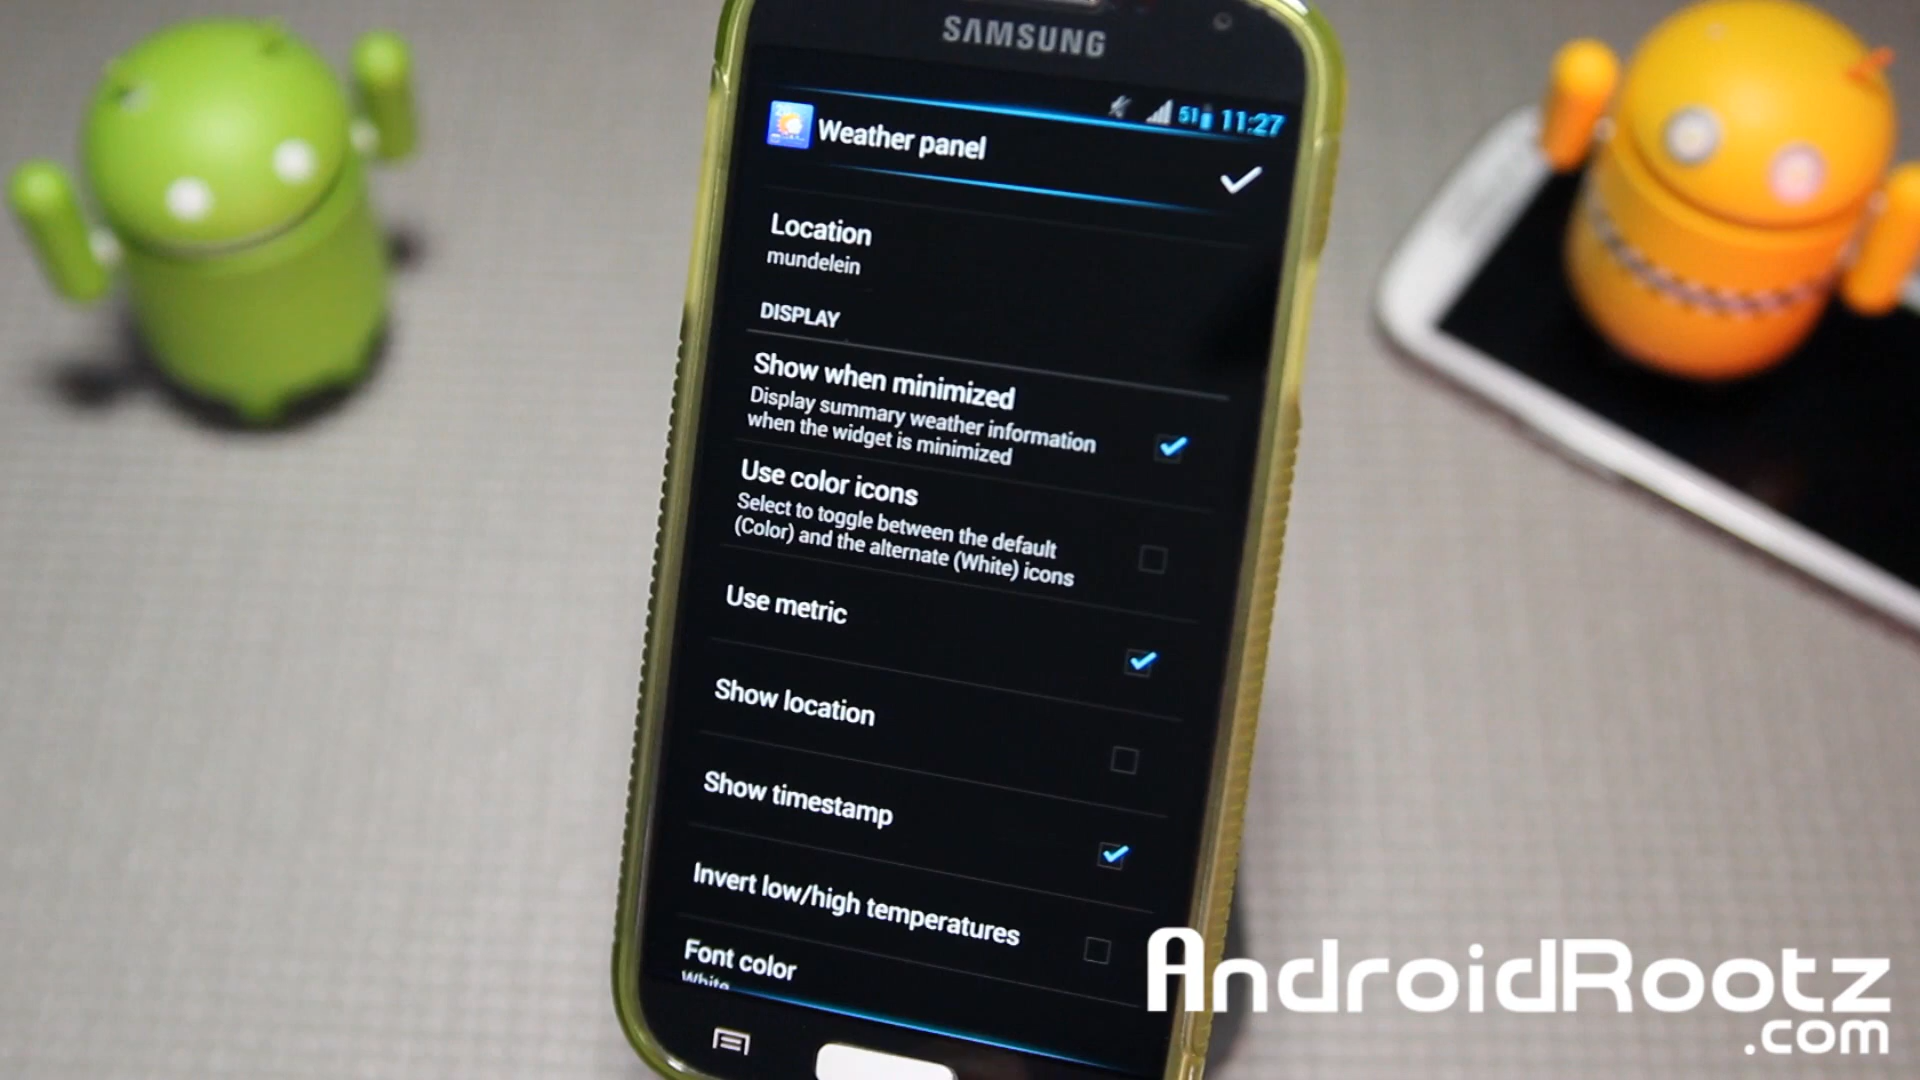 SAMSUNG
51 11:27
Weather panel
Location
mundelein
DISPLAY
Show when minimized
Display summary weather information
when the widget is minimized
Use color icons
Select to toggle between the default
(Color) and the alternate (White) icons
Use metric
Show location
Show timestamp
Invert low/high temperatures
Font color
White
AndroidRootz
.com